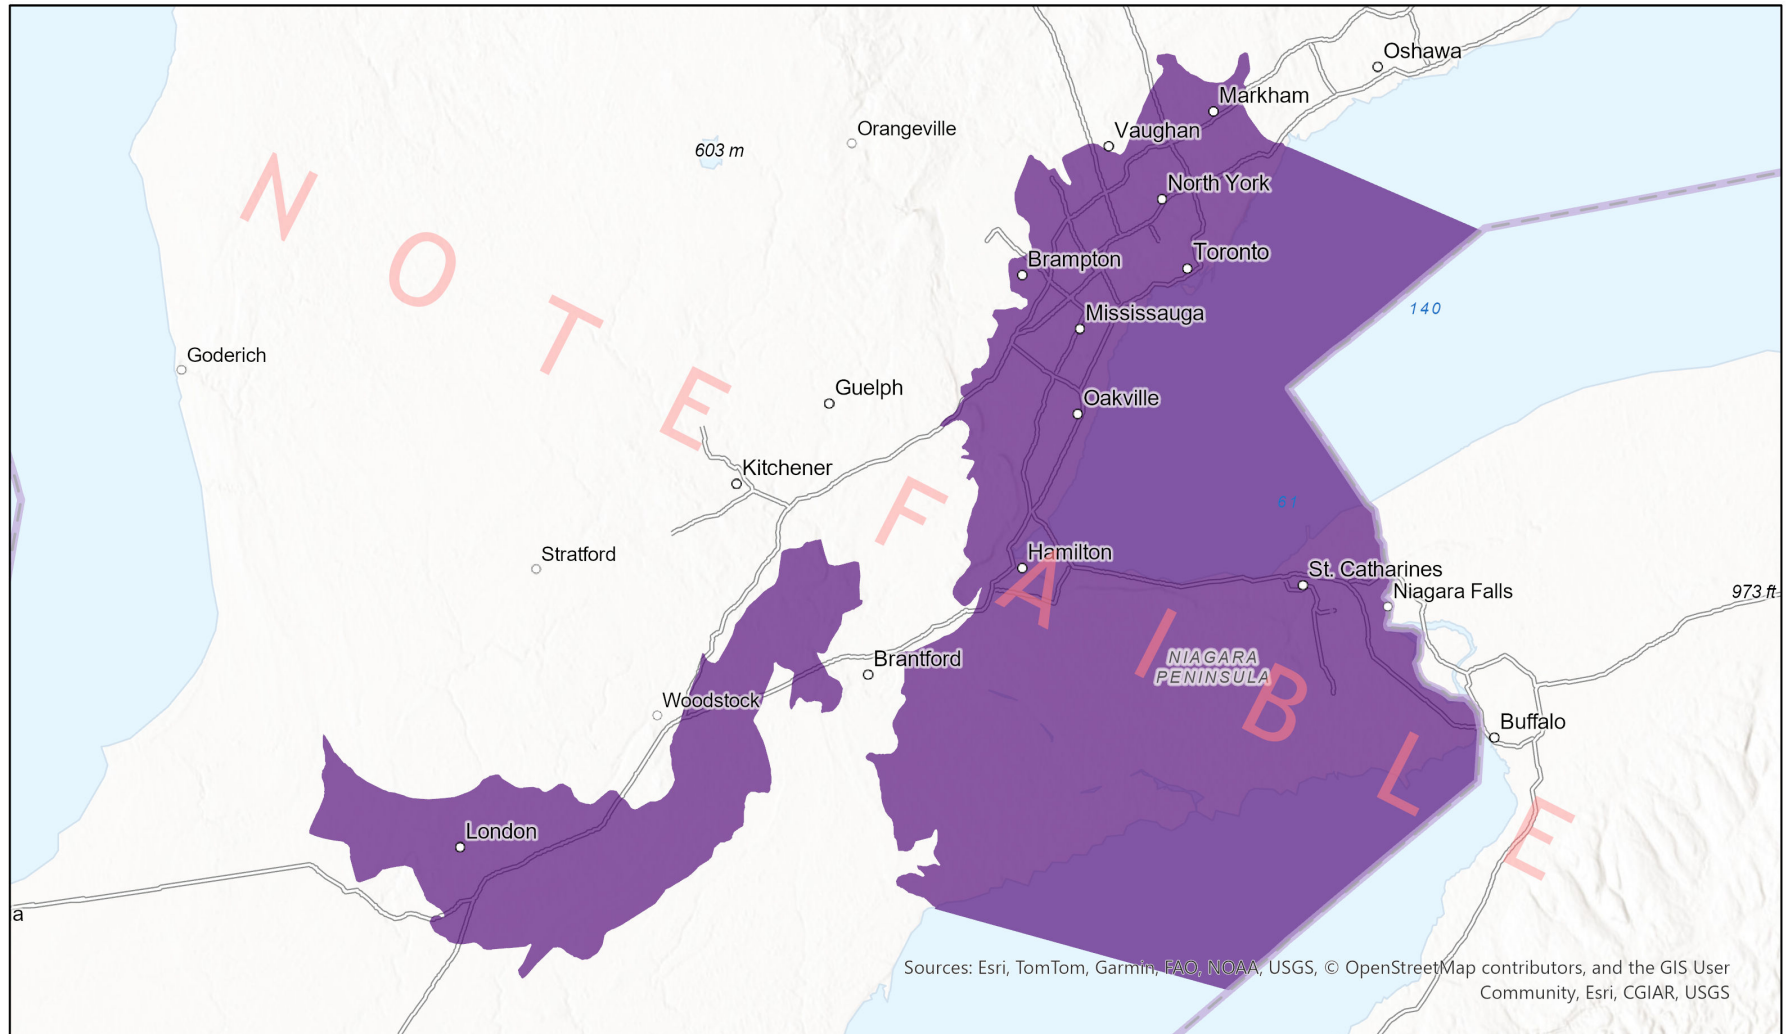 Oshawa
Markham
Orangeville
Vaughan
603 m
North York
Toronto
Brampton
140
Mississauga
Goderich
Guelph
Oakville
Kitchener
61
Stratford
Hamilton
St. Catharines
Niagara Falls
973 ft
Brantford
NIAGARA
PENINSULA
Woodstock
Buffalo
London
a
NOTE FAIBLE
Sources: Esri, TomTom, Garmin, FAO, NOAA, USGS, © OpenStreetMap contributors, and the GIS User
Community, Esri, CGIAR, USGS